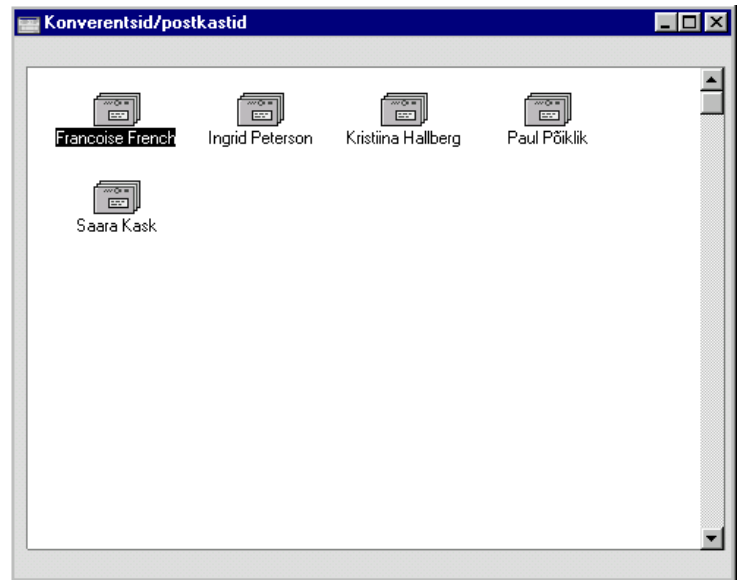 Konverentsid/postkastid
Francoise French Ingrid Peterson Kristiina Hallberg Paul Põiklik
Saara Kask